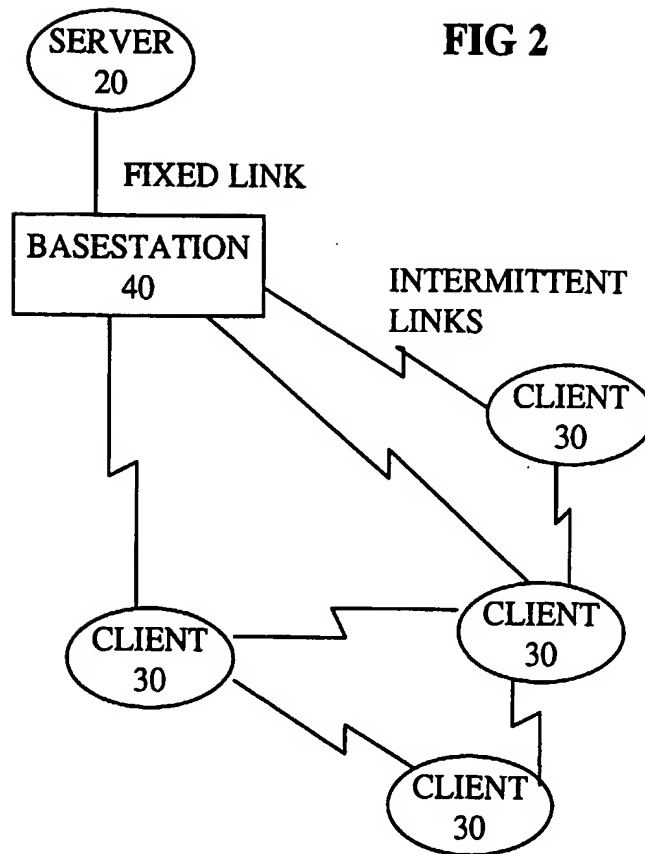 FIG 2
SERVER
20
FIXED LINK
BASESTATION
40
INTERMITTENT
LINKS
CLIENT
30
CLIENT
30
CLIENT
30
CLIENT
30